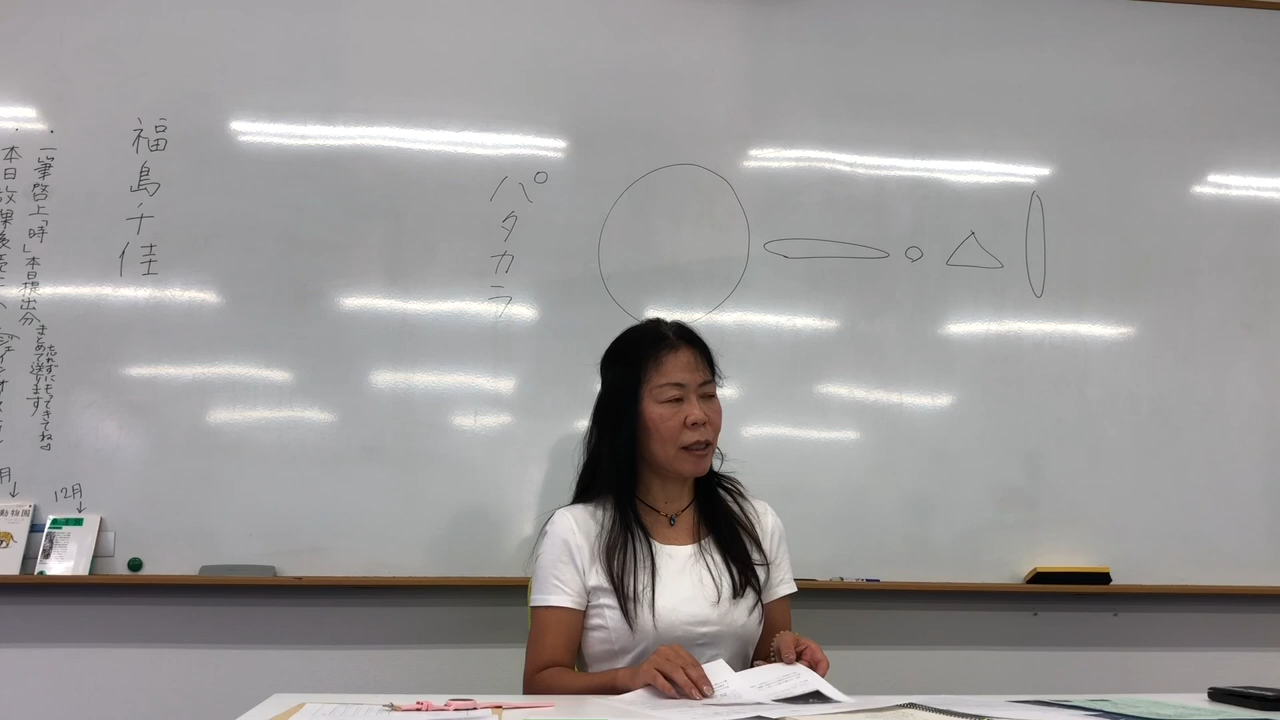 パタカラ
福島千佳
・一筆啓上「時」本日提出分
まとめて送ります
忘れずにもってきてね
本日放課後
12月
月
動物園